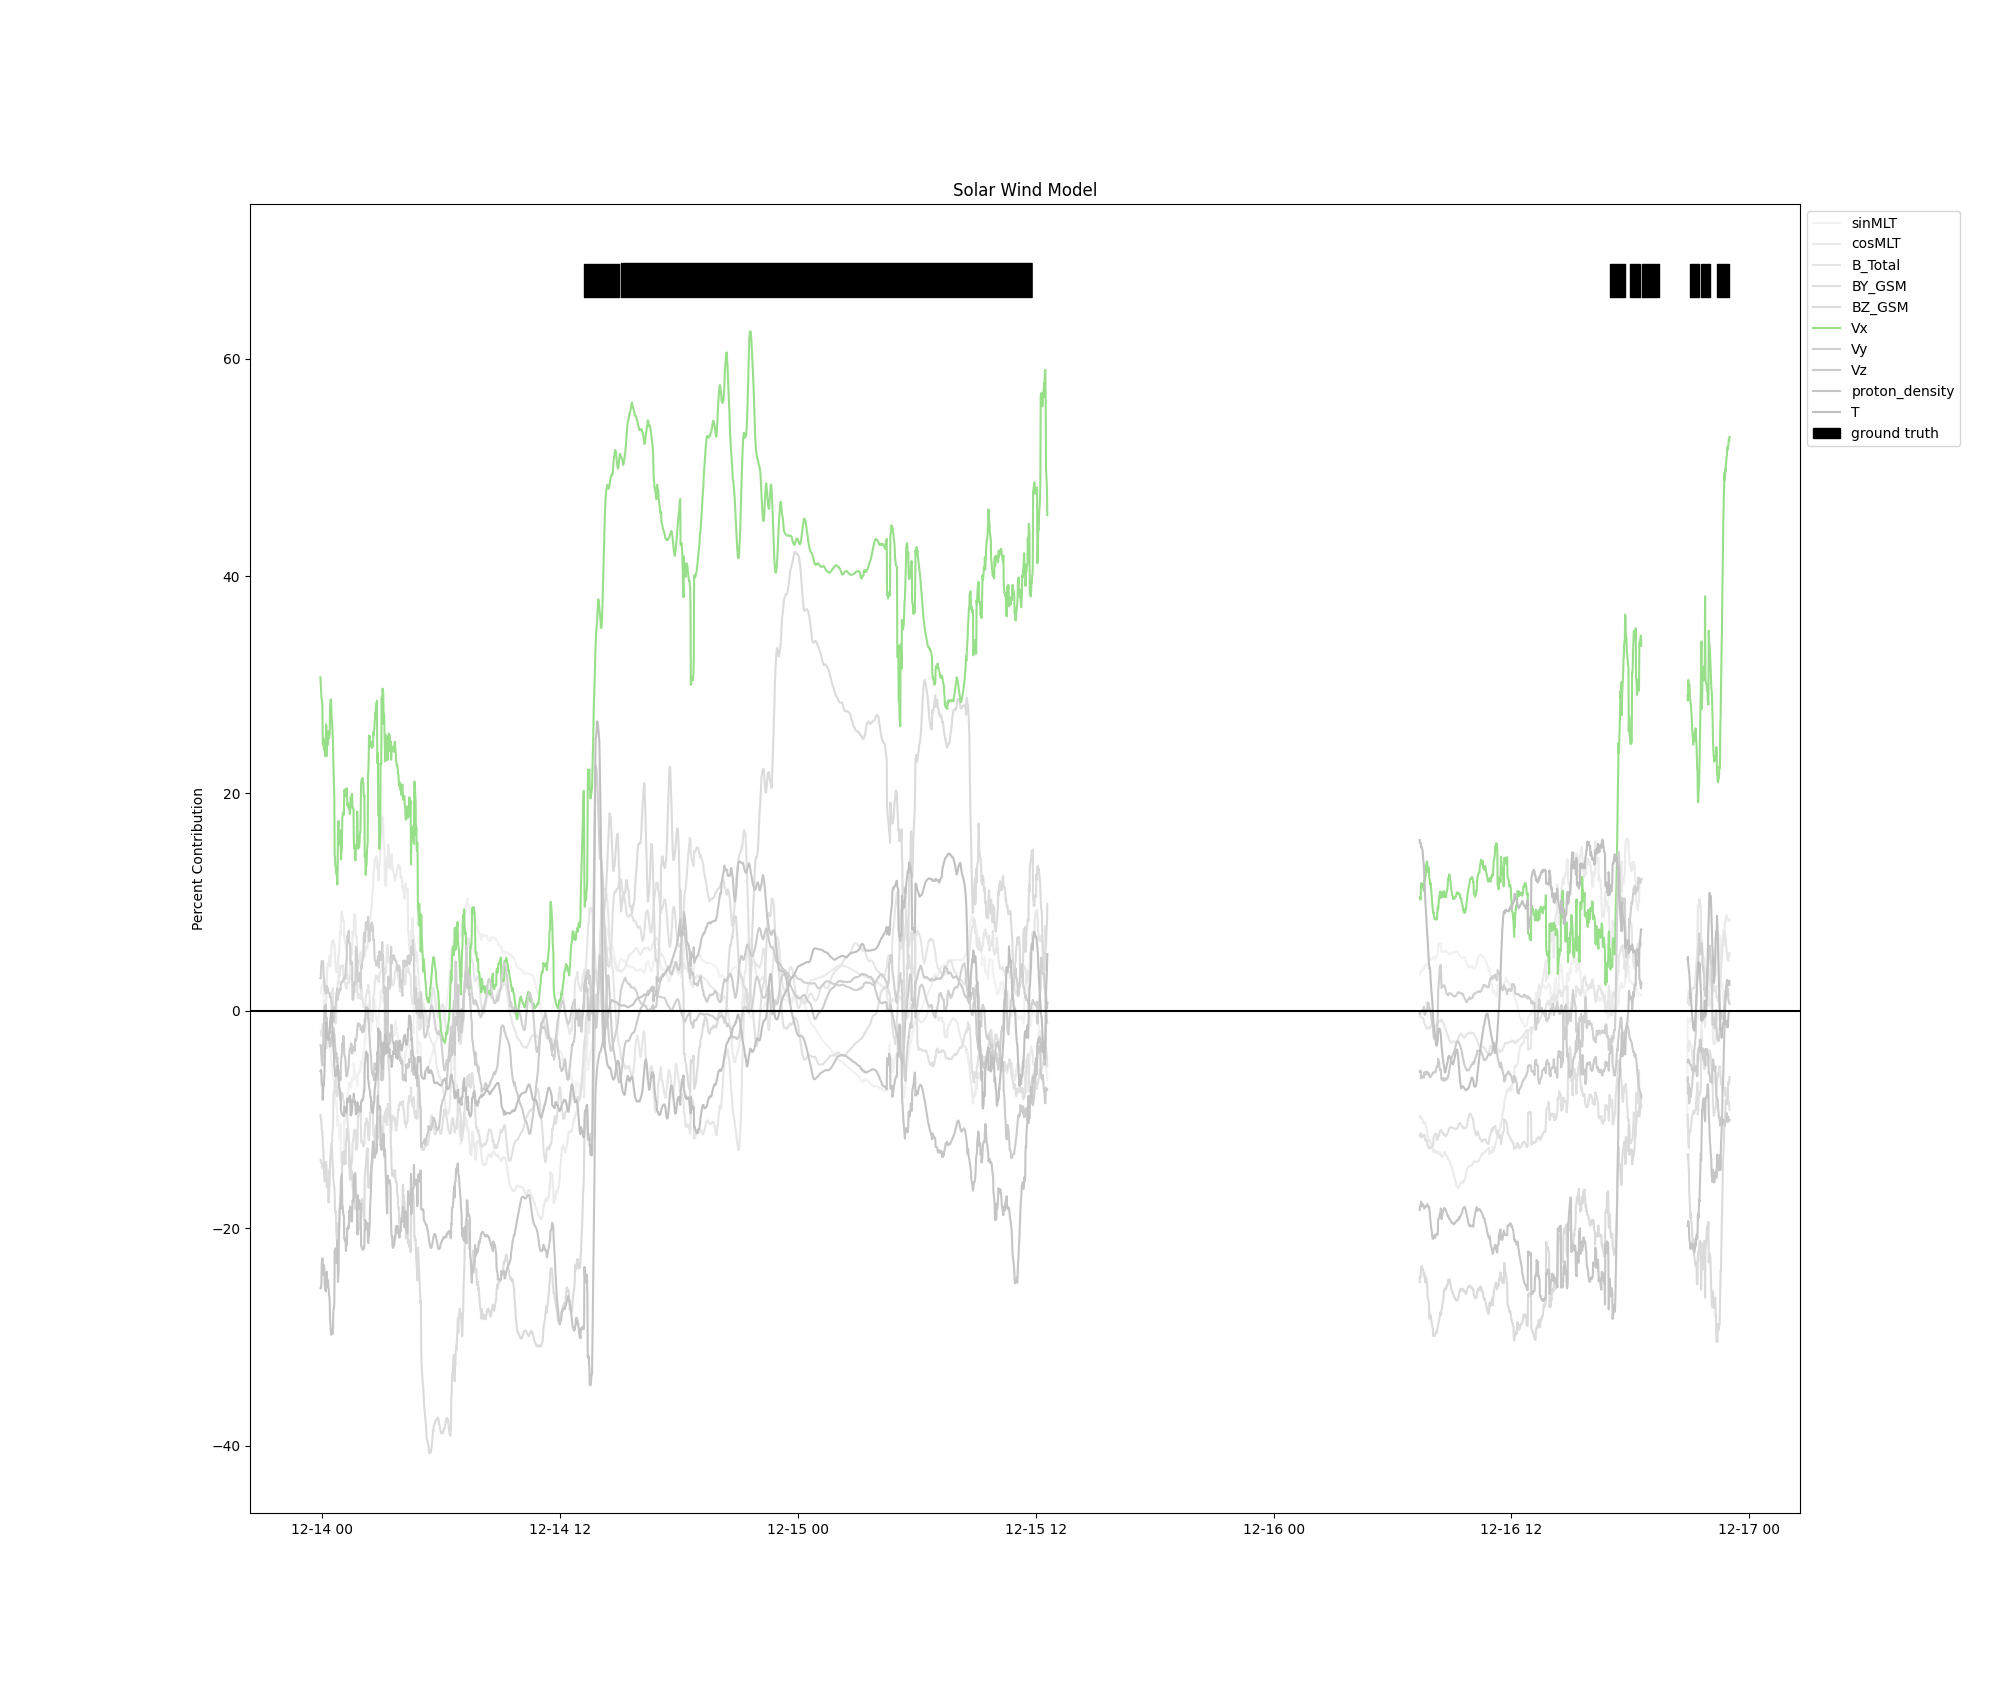 Solar Wind Model
sinMLT
cosMLT
B_Total
BY_GSM
BZ_GSM
Vx
Vy
Vz
proton_density
T
ground truth
Percent Contribution
60
40
20
0
−20
−40
12-14 00
12-14 12
12-15 00
12-15 12
12-16 00
12-16 12
12-17 00